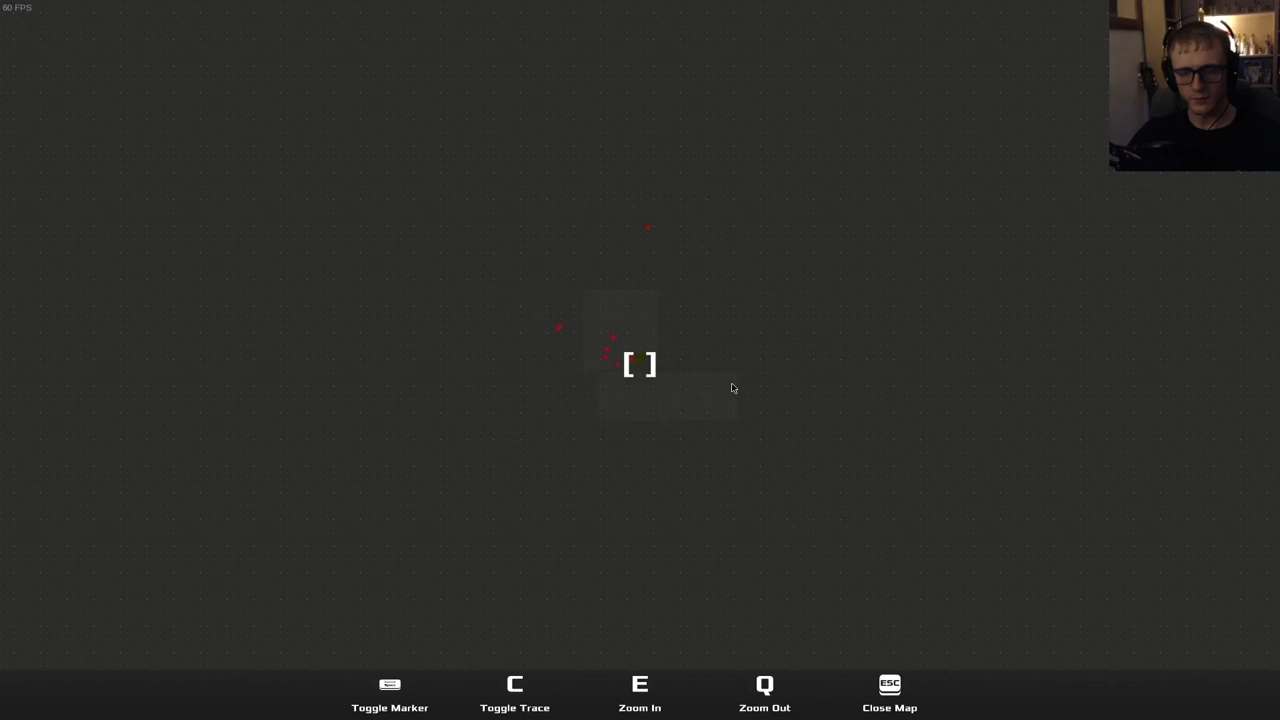 60 FPS
[ ]
C
E
Q
ESC
Toggle Marker
Toggle Trace
Zoom In
Zoom Out
Close Map